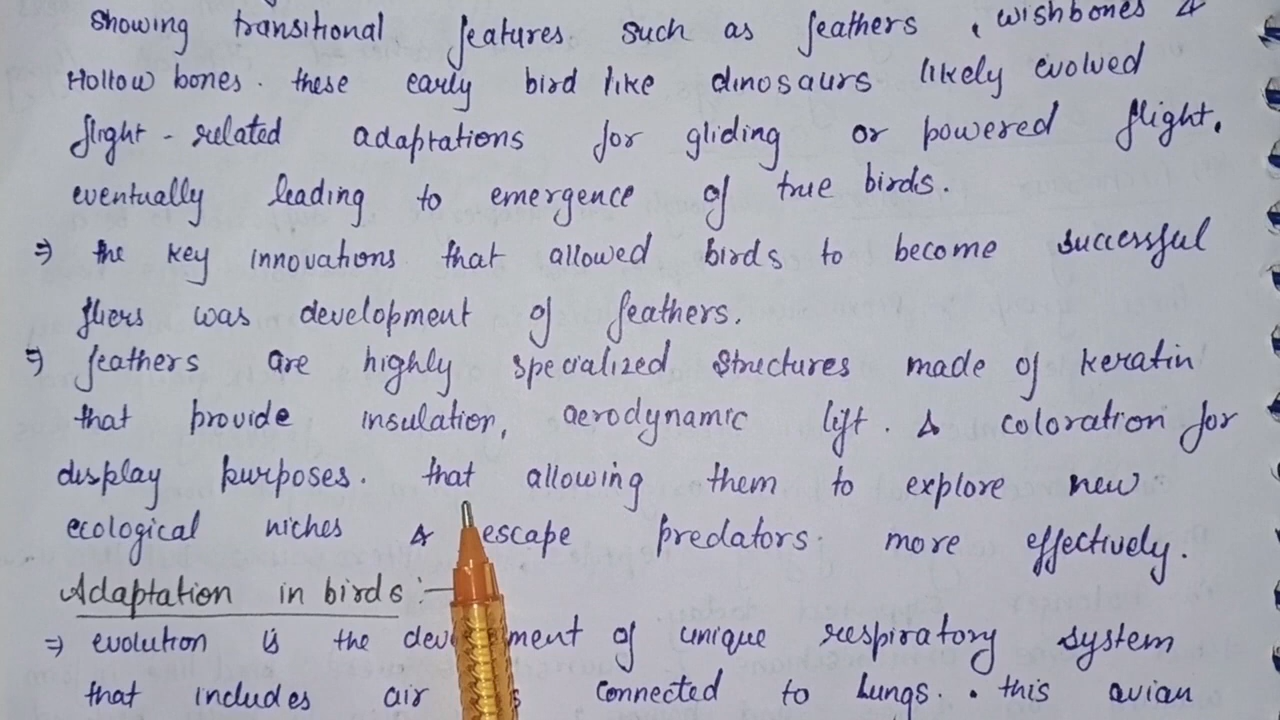 showing transitional features. such as feathers, wishbones &
Hollow bones. these early bird like dinosaurs likely evolved
flight-related adaptations for gliding or powered flight.
eventually leading to emergence of true birds.
⇒ the key innovations that allowed birds to become successful
fliers was development of feathers.
⇒ feathers are highly specialized structures made of keratin
that provide insulation, aerodynamic lift. & coloration for
display purposes. that allowing them to explore new
ecological niches & escape predators. more effectively.
Adaptation in birds :-
⇒ evolution is the ment of unique respiratory system
that includes air connected to lungs. . this avian